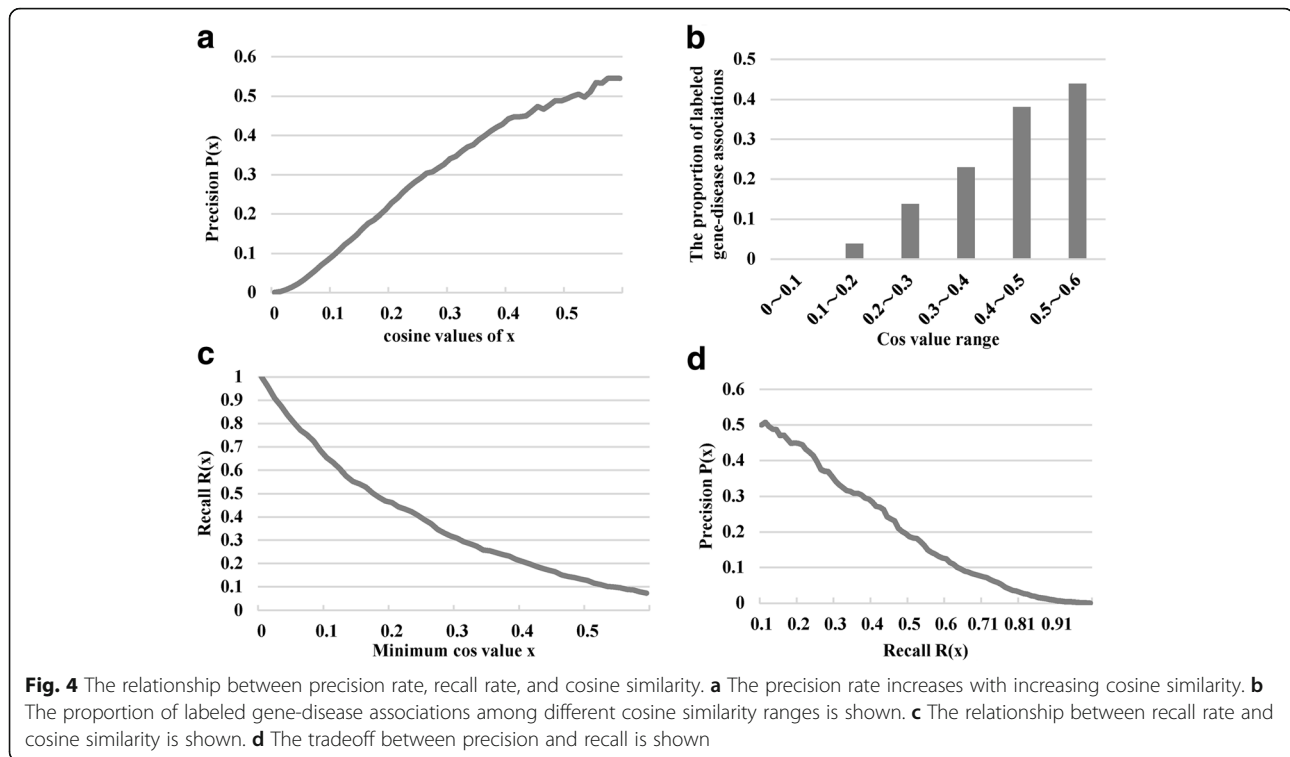 a
0.6
0.5
0.4
0.3
0.2
0.1
0
Precision P(x)
0 0.1 0.2 0.3 0.4 0.5
cosine values of x
b
0.5
0.4
0.3
0.2
0.1
0
The proportion of labeled
gene-disease associations
0～0.1 0.1～0.2 0.2～0.3 0.3～0.4 0.4～0.5 0.5～0.6
Cos value range
c
1
0.9
0.8
0.7
0.6
0.5
0.4
0.3
0.2
0.1
0
Recall R(x)
0 0.1 0.2 0.3 0.4 0.5
Minimum cos value x
d
0.6
0.5
0.4
0.3
0.2
0.1
0
Precision P(x)
0.1 0.2 0.3 0.4 0.5 0.6 0.71 0.81 0.91
Recall R(x)
Fig. 4 The relationship between precision rate, recall rate, and cosine similarity. a The precision rate increases with increasing cosine similarity. b
The proportion of labeled gene-disease associations among different cosine similarity ranges is shown. c The relationship between recall rate and
cosine similarity is shown. d The tradeoff between precision and recall is shown